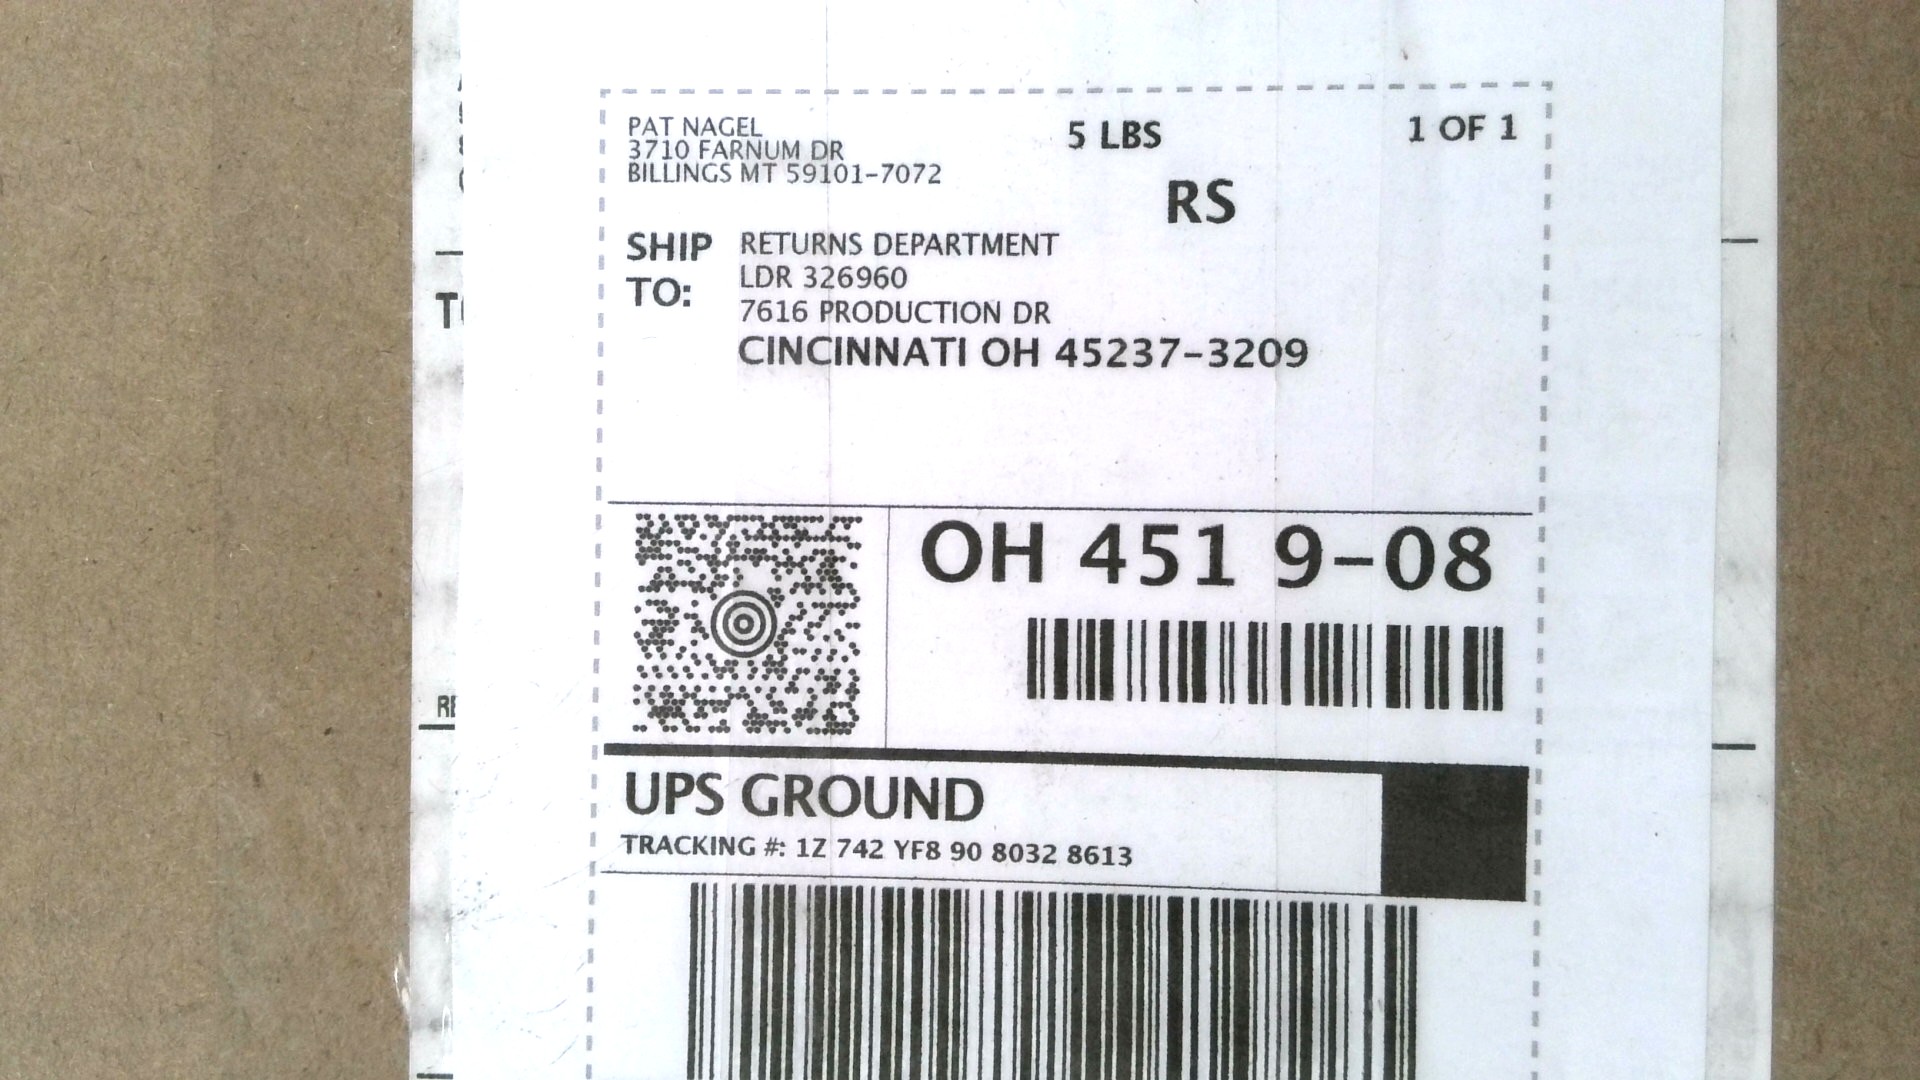 PAT NAGEL
3710 FARNUM DR
BILLINGS MT 59101-7072
5 LBS
1 OF 1
RS
SHIP TO:
RETURNS DEPARTMENT
LDR 326960
7616 PRODUCTION DR
CINCINNATI OH 45237-3209
OH 451 9-08
UPS GROUND
TRACKING #: 1Z 742 YF8 90 8032 8613